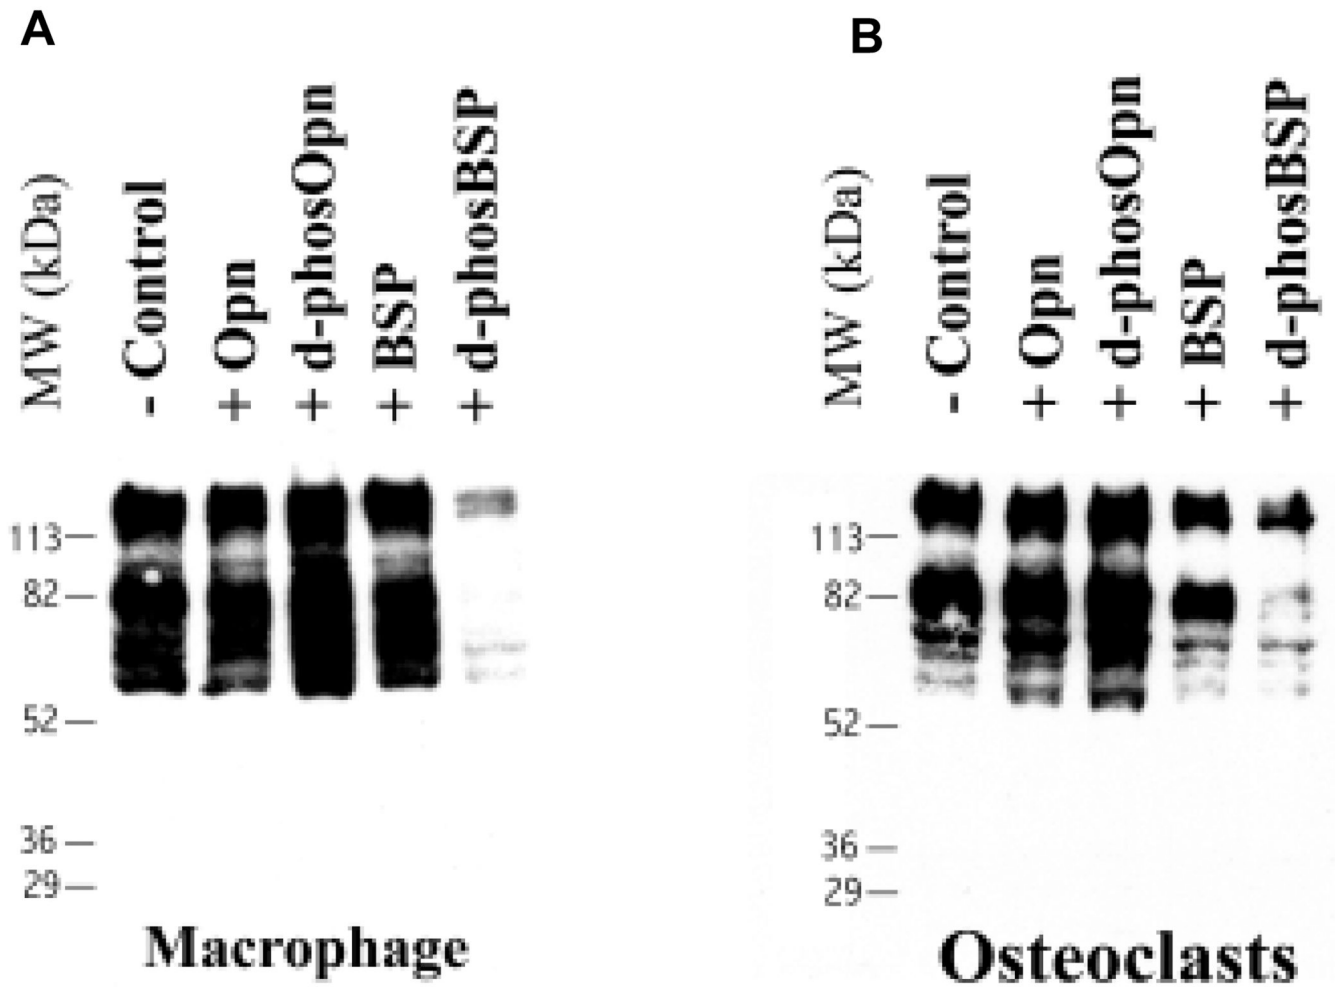 A
MW (kDa)
- Control
+ Opn
+ d-phosOpn
+ BSP
+ d-phosBSP
113
82
52
36
29
Macrophage
B
MW (kDa)
- Control
+ Opn
+ d-phosOpn
+ BSP
+ d-phosBSP
113
82
52
36
29
Osteoclasts